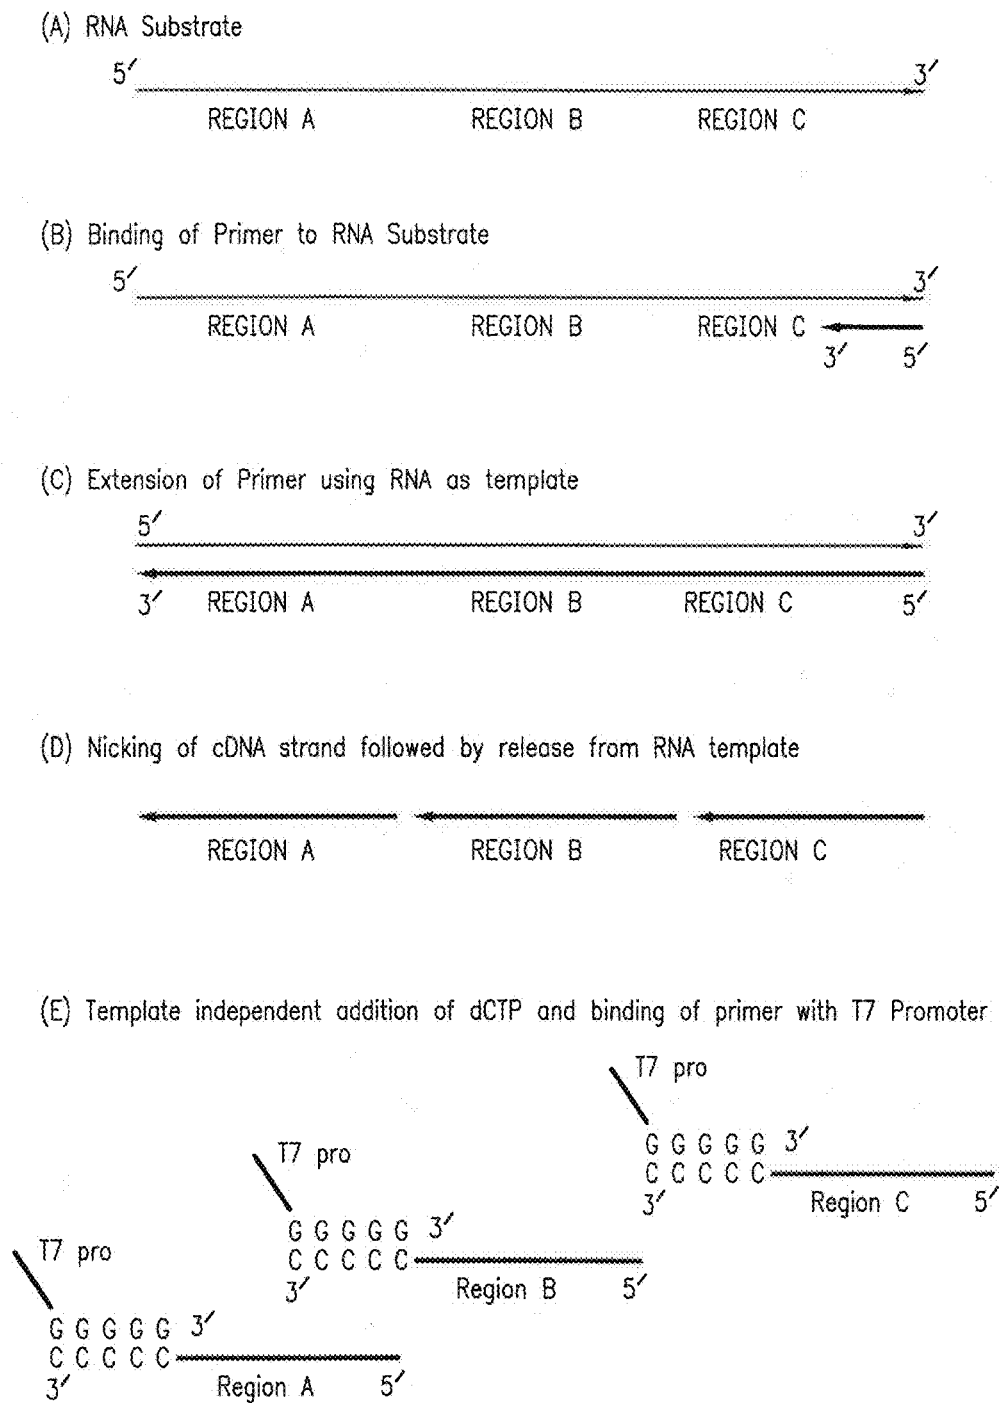 (A) RNA Substrate
5′ 3′
REGION A REGION B REGION C
(B) Binding of Primer to RNA Substrate
5′ 3′
REGION A REGION B REGION C
3′ 5′
(C) Extension of Primer using RNA as template
5′ 3′
3′ REGION A REGION B REGION C 5′
(D) Nicking of cDNA strand followed by release from RNA template
REGION A REGION B REGION C
(E) Template independent addition of dCTP and binding of primer with T7 Promoter
T7 pro
G G G G G 3′
C C C C C
3′ Region C 5′
T7 pro
G G G G G 3′
C C C C C
3′ Region B 5′
T7 pro
G G G G G 3′
C C C C C
3′ Region A 5′